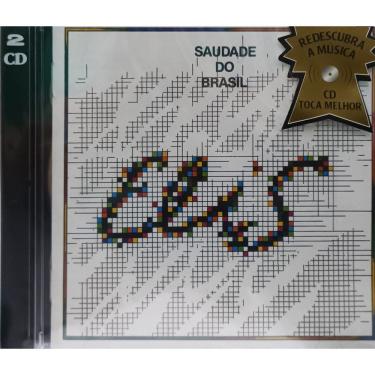 2
CD
SAUDADE
DO
BRASIL
REDESCUBRA
A MÚSICA
CD
TOCA MELHOR
Elis